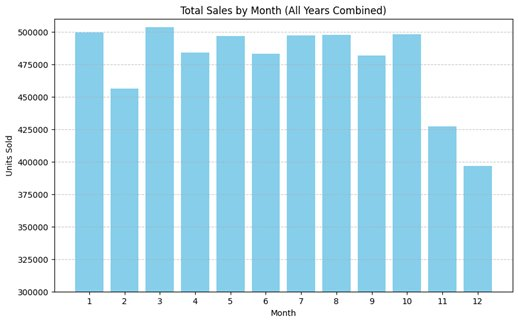 Total Sales by Month (All Years Combined)
500000
475000
450000
425000
400000
375000
350000
325000
300000
Units Sold
1 2 3 4 5 6 7 8 9 10 11 12
Month